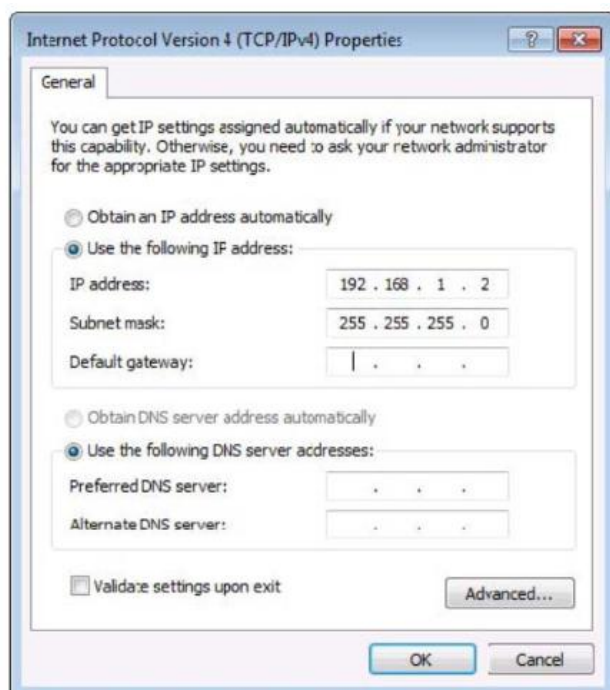 Internet Protocol Version 4 (TCP/IPv4) Properties
General
You can get IP settings assigned automatically if your network supports
this capability. Otherwise, you need to ask your network administrator
for the appropriate IP settings.
Obtain an IP address automatically
Use the following IP address:
IP address: 192 . 168 . 1 . 2
Subnet mask: 255 . 255 . 255 . 0
Default gateway: . . .
Obtain DNS server address automatically
Use the following DNS server addresses:
Preferred DNS server: . . .
Alternate DNS server: . . .
Validate settings upon exit
Advanced...
OK Cancel